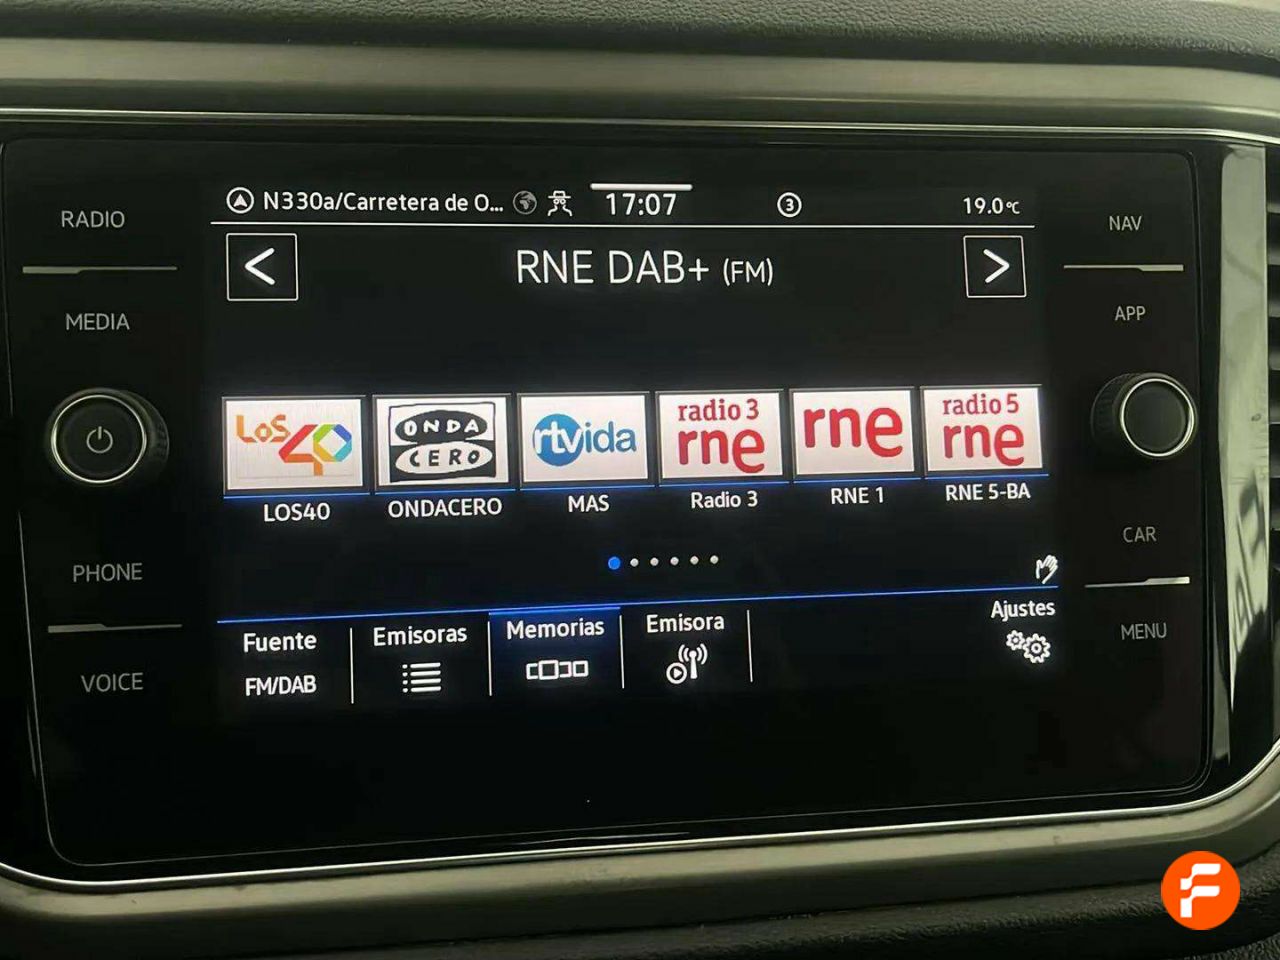 RADIO
MEDIA
PHONE
VOICE
N330a/Carretera de O...
17:07
3
19.0°C
RNE DAB+ (FM)
LOS40
ONDA CERO
rtvida
radio 3 rne
rne
radio 5 rne
LOS40
ONDACERO
MAS
Radio 3
RNE 1
RNE 5-BA
Fuente
FM/DAB
Emisoras
Memorias
Emisora
Ajustes
NAV
APP
CAR
MENU
F